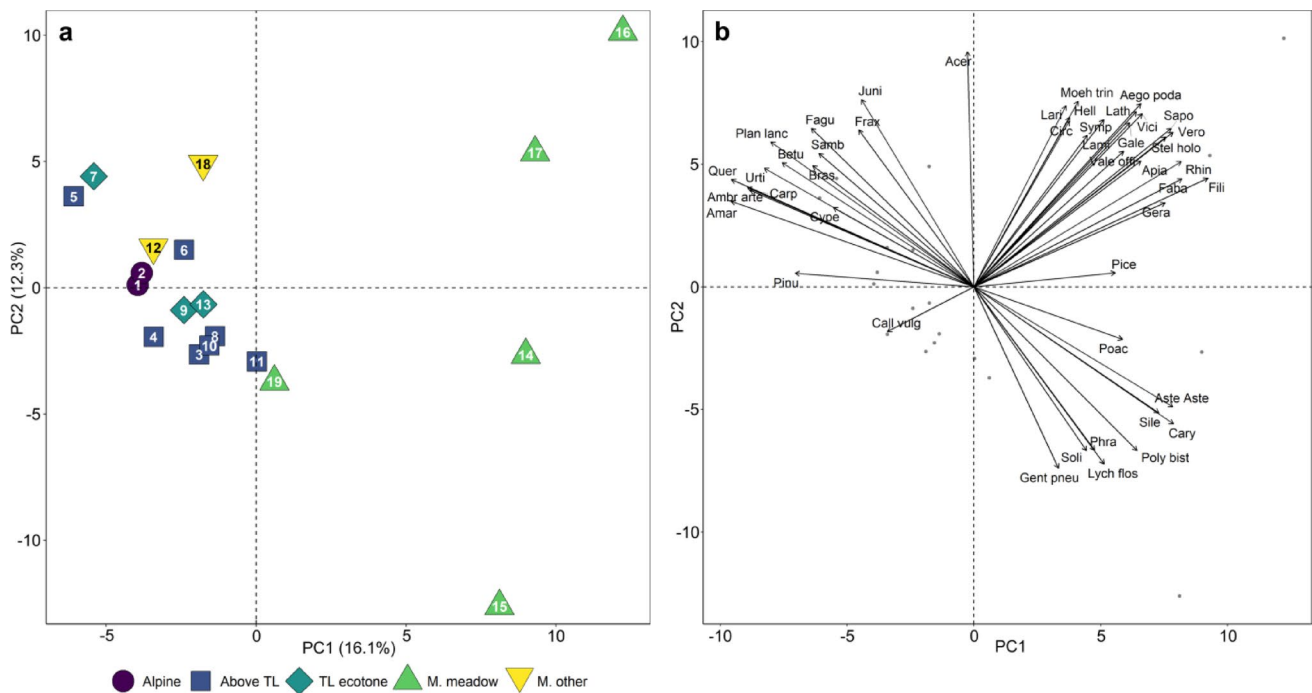 a
10
5
0
-5
-10
PC2 (12.3%)
16
17
18
7
5
12
6
2
1
9
13
4
8
10
3
11
19
14
15
-5
0
5
10
PC1 (16.1%)
Alpine
Above TL
TL ecotone
M. meadow
M. other
b
10
5
0
-5
-10
PC2
Acer
Juni
Moeh trin
Aego poda
Lari
Hell
Lath
Sapo
Fagu
Frax
Circ
Symp
Vici
Vero
Plan lanc
Samb
Lami
Gale
Stel holo
Betu
Vale offi
Quer
Urti
Bras
Apia
Rhin
Ambr arte
Carp
Faba
Fili
Amar
Cype
Gera
Pinu
Pice
Call vulg
Poac
Aste Aste
Sile
Cary
Phra
Soli
Poly bist
Gent pneu
Lych flos
-10
-5
0
5
10
PC1